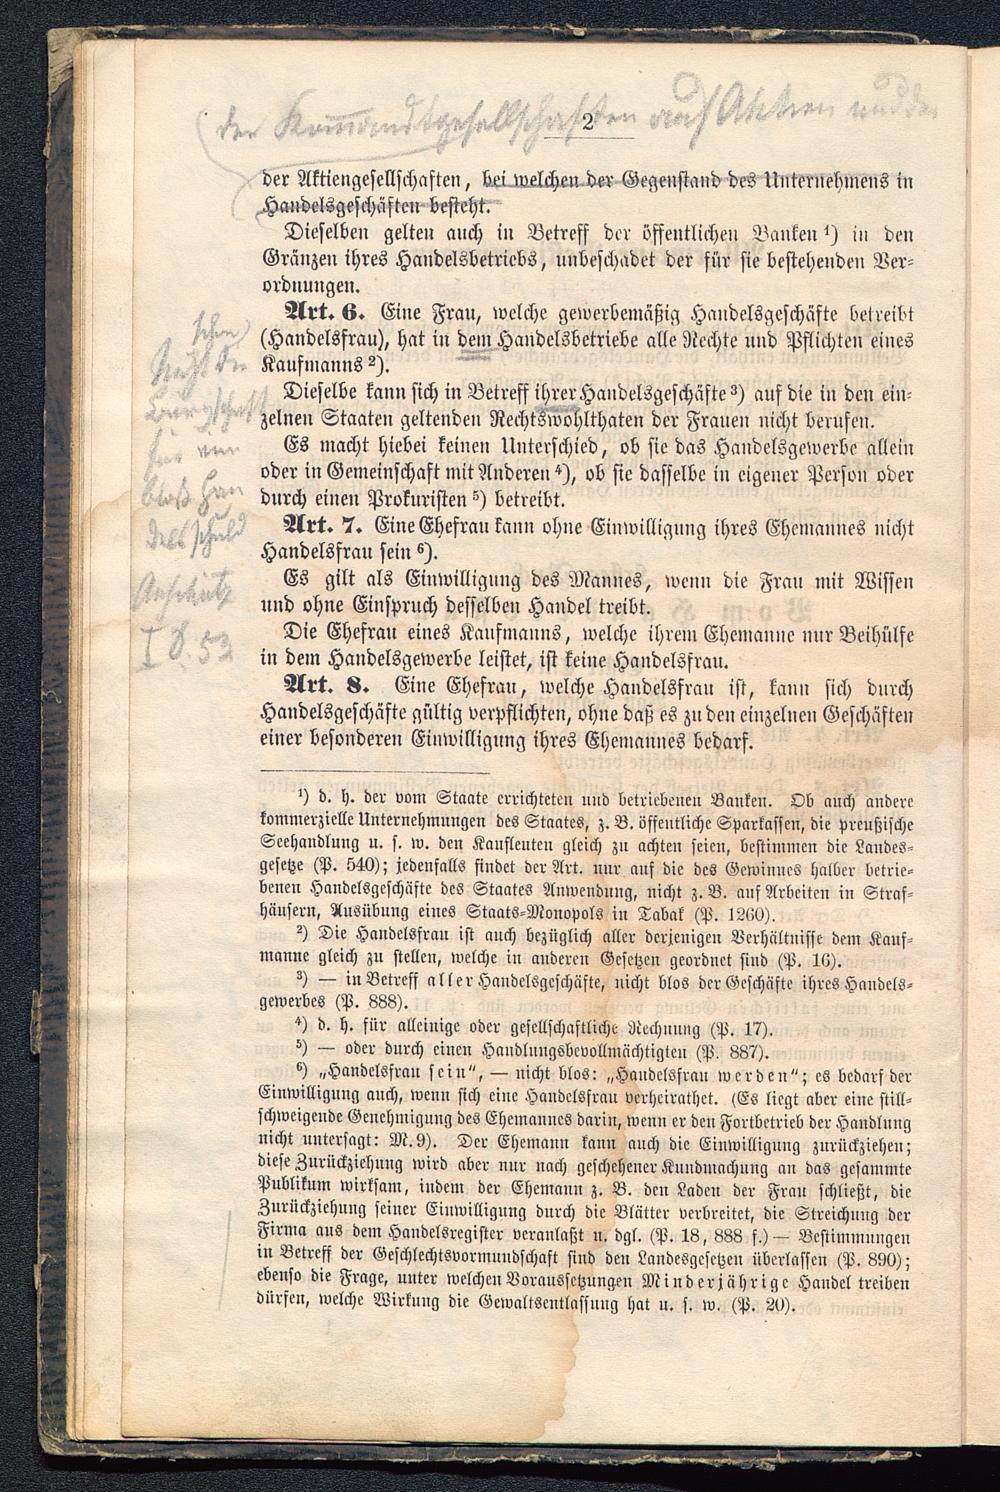 der Kommanditgesellschaften auf Aktien und der
2
der Aktiengesellschaften, bei welchen der Gegenstand des Unternehmens in
Handelsgeschäften besteht.
Dieselben gelten auch in Betreff der öffentlichen Banken ¹) in den
Gränzen ihres Handelsbetriebs, unbeschadet der für sie bestehenden Ver-
ordnungen.
Art. 6. Eine Frau, welche gewerbemäßig Handelsgeschäfte betreibt
(Handelsfrau), hat in dem Handelsbetriebe alle Rechte und Pflichten eines
Kaufmanns ²).
Dieselbe kann sich in Betreff ihrer Handelsgeschäfte ³) auf die in den ein-
zelnen Staaten geltenden Rechtswohlthaten der Frauen nicht berufen.
Es macht hiebei keinen Unterschied, ob sie das Handelsgewerbe allein
oder in Gemeinschaft mit Anderen ⁴), ob sie dasselbe in eigener Person oder
durch einen Prokuristen ⁵) betreibt.
Art. 7. Eine Ehefrau kann ohne Einwilligung ihres Ehemannes nicht
Handelsfrau sein ⁶).
Es gilt als Einwilligung des Mannes, wenn die Frau mit Wissen
und ohne Einspruch desselben Handel treibt.
Die Ehefrau eines Kaufmanns, welche ihrem Ehemanne nur Beihülfe
in dem Handelsgewerbe leistet, ist keine Handelsfrau.
Art. 8. Eine Ehefrau, welche Handelsfrau ist, kann sich durch
Handelsgeschäfte gültig verpflichten, ohne daß es zu den einzelnen Geschäften
einer besonderen Einwilligung ihres Ehemannes bedarf.
Bürgschaft
für
bloß Han
delsschuld
I S. 53
¹) d. h. der vom Staate errichteten und betriebenen Banken. Ob auch andere
kommerzielle Unternehmungen des Staates, z. B. öffentliche Sparkassen, die preußische
Seehandlung u. s. w. den Kaufleuten gleich zu achten seien, bestimmen die Landes-
gesetze (P. 540); jedenfalls findet der Art. nur auf die des Gewinnes halber betrie-
benen Handelsgeschäfte des Staates Anwendung, nicht z. B. auf Arbeiten in Straf-
häusern, Ausübung eines Staats-Monopols in Tabak (P. 1260).
²) Die Handelsfrau ist auch bezüglich aller derjenigen Verhältnisse dem Kauf-
manne gleich zu stellen, welche in anderen Gesetzen geordnet sind (P. 16).
³) — in Betreff aller Handelsgeschäfte, nicht blos der Geschäfte ihres Handels-
gewerbes (P. 888).
⁴) d. h. für alleinige oder gesellschaftliche Rechnung (P. 17).
⁵) — oder durch einen Handlungsbevollmächtigten (P. 887).
⁶) „Handelsfrau sein“, — nicht blos: „Handelsfrau werden“; es bedarf der
Einwilligung auch, wenn sich eine Handelsfrau verheirathet. (Es liegt aber eine still-
schweigende Genehmigung des Ehemannes darin, wenn er den Fortbetrieb der Handlung
nicht untersagt: M. 9). Der Ehemann kann auch die Einwilligung zurückziehen;
diese Zurückziehung wird aber nur nach geschehener Kundmachung an das gesammte
Publikum wirksam, indem der Ehemann z. B. den Laden der Frau schließt, die
Zurückziehung seiner Einwilligung durch die Blätter verbreitet, die Streichung der
Firma aus dem Handelsregister veranlaßt u. dgl. (P. 18, 888 f.) — Bestimmungen
in Betreff der Geschlechtsvormundschaft sind den Landesgesetzen überlassen (P. 890);
ebenso die Frage, unter welchen Voraussetzungen Minderjährige Handel treiben
dürfen, welche Wirkung die Gewaltsentlassung hat u. s. w. (P. 20).